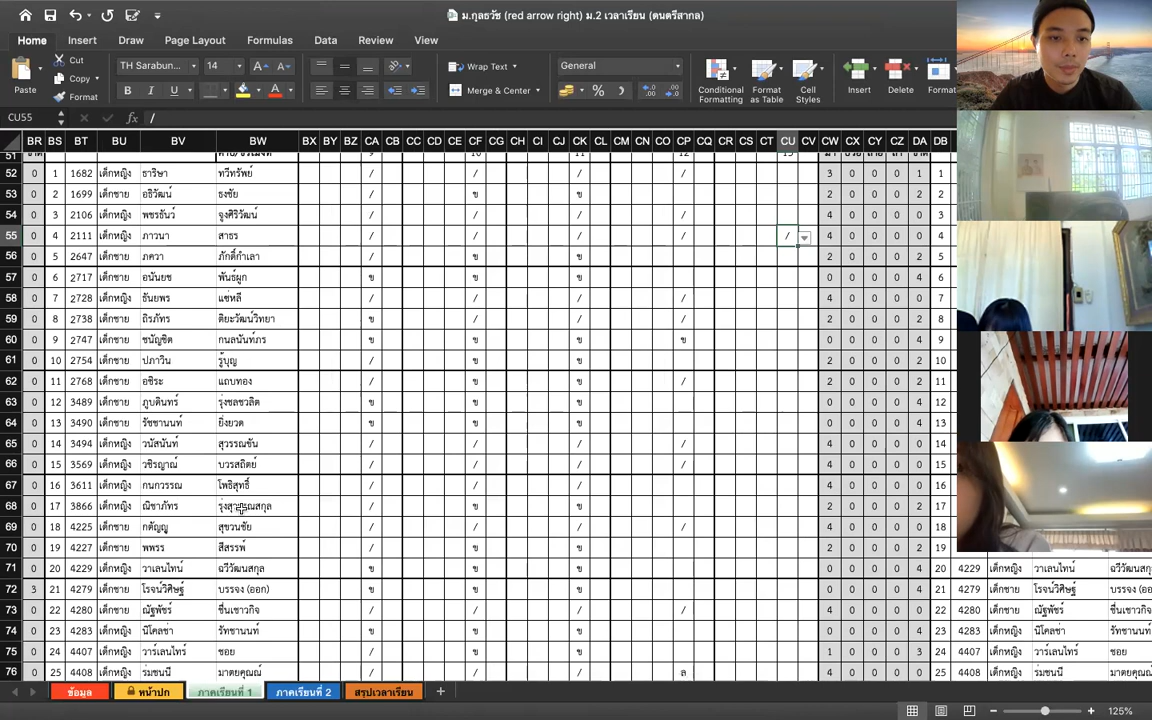 ม.กุลธวัช (red arrow right) ม.2 เวลาเรียน (ดนตรีสากล)
Home Insert Draw Page Layout Formulas Data Review View
Paste Cut Copy Format
TH Sarabun... 14 A A B I U A
Wrap Text Merge & Center
General % .0 .00
Conditional Formatting Format as Table Cell Styles Insert Delete Format
CU55 fx /
BR BS BT BU BV BW BX BY BZ CA CB CC CD CE CF CG CH CI CJ CK CL CM CN CO CP CQ CR CS CT CU CV CW CX CY CZ DA DB
51
52 0 1 1682 เด็กหญิง ธาริษา ทวีทรัพย์ / / / / 3 0 0 0 1 1
53 0 2 1699 เด็กชาย อธิวัฒน์ ธงชัย / ข ข 2 0 0 0 2 2
54 0 3 2106 เด็กหญิง พชรธันว์ จูงศิริวัฒน์ / / / / 4 0 0 0 0 3
55 0 4 2111 เด็กหญิง ภาวนา สาธร / / / / / 4 0 0 0 0 4
56 0 5 2647 เด็กชาย ภควา ภักดิ์กำเลา / ข ข 2 0 0 0 2 5
57 0 6 2717 เด็กชาย อนันยช พันธ์ผูก ข ข ข 0 0 0 0 4 6
58 0 7 2728 เด็กหญิง ธันยพร แซ่หลี / / / / 4 0 0 0 0 7
59 0 8 2738 เด็กชาย ถิรภัทร ติยะวัฒน์วิทยา ข / / / 2 0 0 0 2 8
60 0 9 2747 เด็กชาย ชนัญชิต กนลนันท์ภร ข ข ข ข 0 0 0 0 4 9
61 0 10 2754 เด็กชาย ปภาวิน รู้บุญ / ข ข 2 0 0 0 2 10
62 0 11 2768 เด็กชาย อชิระ แถบทอง / ข ข / 2 0 0 0 2 11
63 0 12 3489 เด็กชาย ภูบดินทร์ รุ่งชลชวลิต ข ข ข 0 0 0 0 4 12
64 0 13 3490 เด็กชาย รัชชานนท์ ยิ่งยวด ข ข ข 0 0 0 0 4 13
65 0 14 3494 เด็กหญิง วนัสนันท์ สุวรรณขัน / / / / 4 0 0 0 0 14
66 0 15 3569 เด็กชาย วชิรญาณ์ บวรสถิตย์ / / / / 4 0 0 0 0 15
67 0 16 3611 เด็กหญิง กนกวรรณ โพธิสุทธิ์ / / / 4 0 0 0 0 16
68 0 17 3866 เด็กหญิง ณิชาภัทร / ข ข 2 0 0 0 2 17
69 0 18 4225 เด็กชาย กตัญญู สุขวนชัย / / / / 4 0 0 0 0 18
70 0 19 4227 เด็กชาย พพรร สีสรรพ์ / ข ข 2 0 0 0 2 19
71 0 20 4229 เด็กหญิง วาเลนไทน์ ฉวีวัฒนสกุล ข ข ข 0 0 0 0 4 20 4229 เด็กหญิง วาเลนไทน์
72 3 21 4279 เด็กชาย โรจน์วิศิษฐ์ บรรจง (ออก) ข ข ข 0 0 0 0 4 21 4279 เด็กชาย โรจน์วิศิษฐ์
73 0 22 4280 เด็กชาย ณัฐพัชร์ ชื่นเชาวกิจ / / / / 4 0 0 0 0 22 4280 เด็กชาย ณัฐพัชร์
74 0 23 4283 เด็กหญิง นิโคลช่า รัทชานนท์ ข ข ข 0 0 0 0 4 23 4283 เด็กหญิง นิโคลช่า
75 0 24 4407 เด็กหญิง วาร์เลนไทร์ ชอย / ข ข 1 0 0 0 3 24 4407 เด็กหญิง วาร์เลนไทร์ ชอย
76 0 25 4408 เด็กหญิง ร่มชนนี มาตยคุณณ์ / / / ล 4 0 0 0 0 25 4408 เด็กหญิง ร่มชนนี
ข้อมูล หน้าปก ภาคเรียนที่ 1 ภาคเรียนที่ 2 สรุปเวลาเรียน +
125%